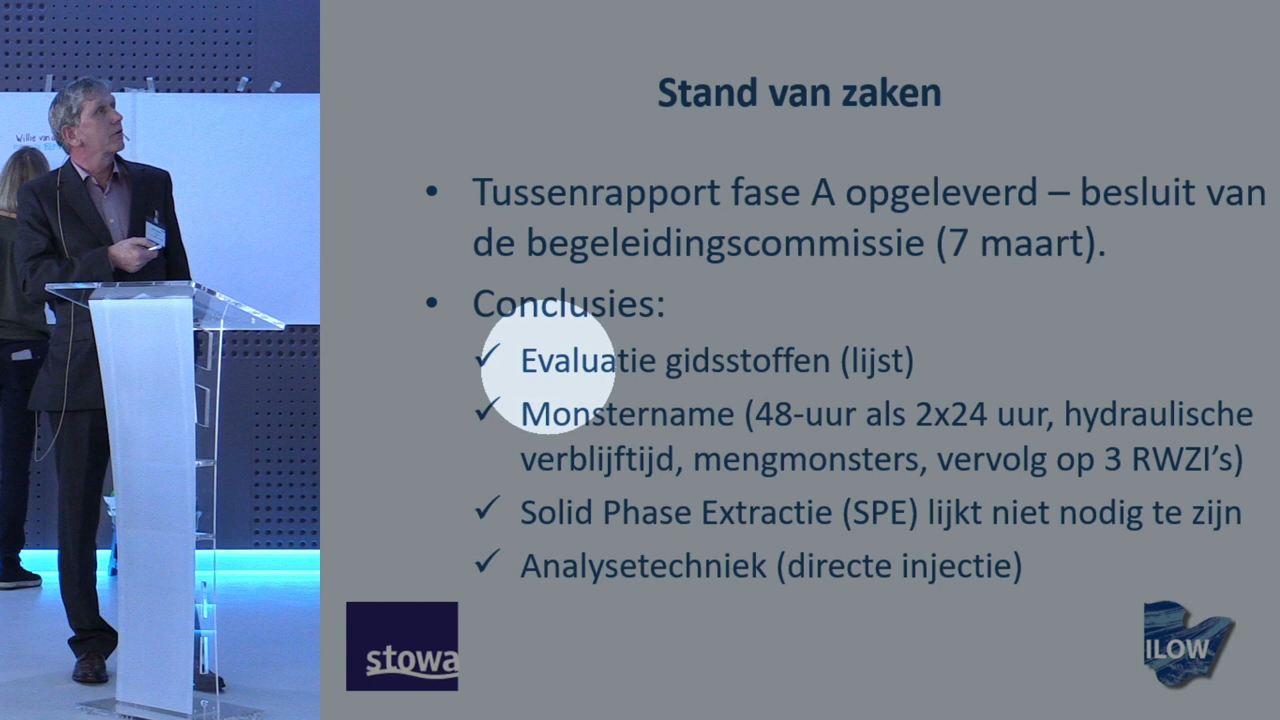 Stand van zaken
Willie van
• Tussenrapport fase A opgeleverd – besluit van
de begeleidingscommissie (7 maart).
• Conclusies:
✓ Evaluatie gidsstoffen (lijst)
✓ Monstername (48-uur als 2x24 uur, hydraulische
verblijftijd, mengmonsters, vervolg op 3 RWZI's)
✓ Solid Phase Extractie (SPE) lijkt niet nodig te zijn
✓ Analysetechniek (directe injectie)
stowa
ILOW